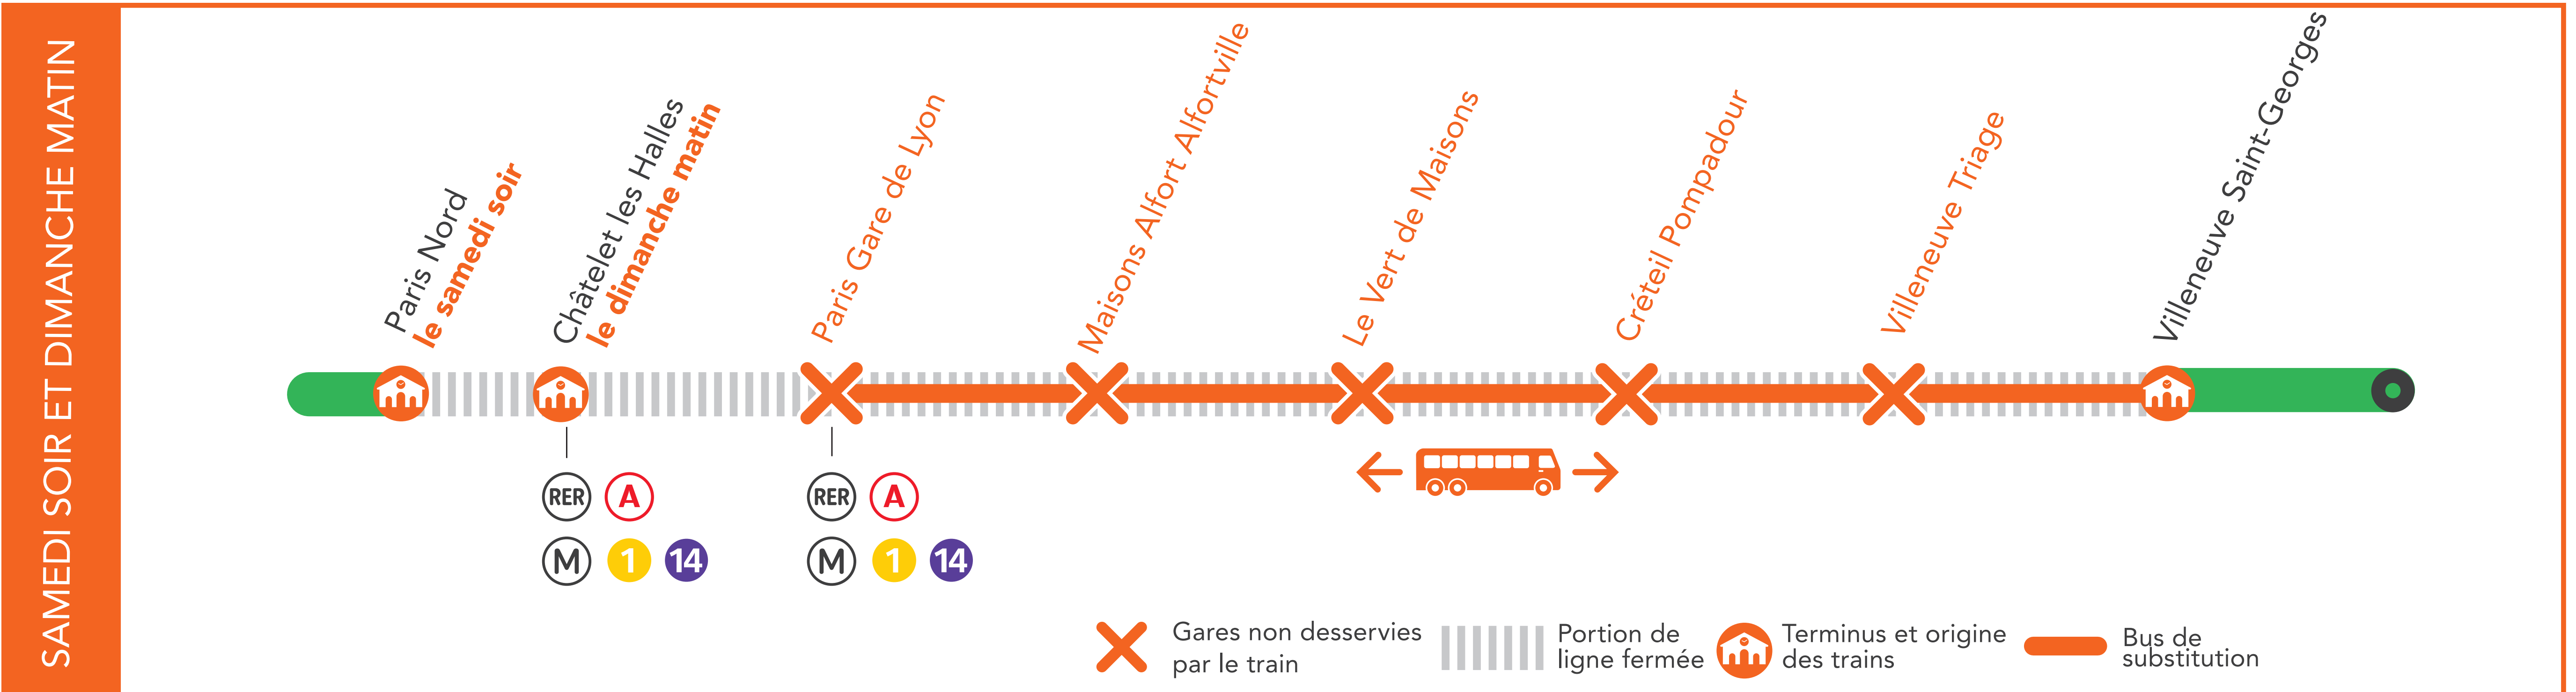 SAMEDI SOIR ET DIMANCHE MATIN
Paris Nord
le samedi soir
Châtelet les Halles
le dimanche matin
Paris Gare de Lyon
Maisons Alfort Alfortville
Le Vert de Maisons
Créteil Pompadour
Villeneuve Triage
Villeneuve Saint-Georges
RER A
M 1 14
RER A
M 1 14
Gares non desservies
par le train
Portion de
ligne fermée
Terminus et origine
des trains
Bus de
substitution